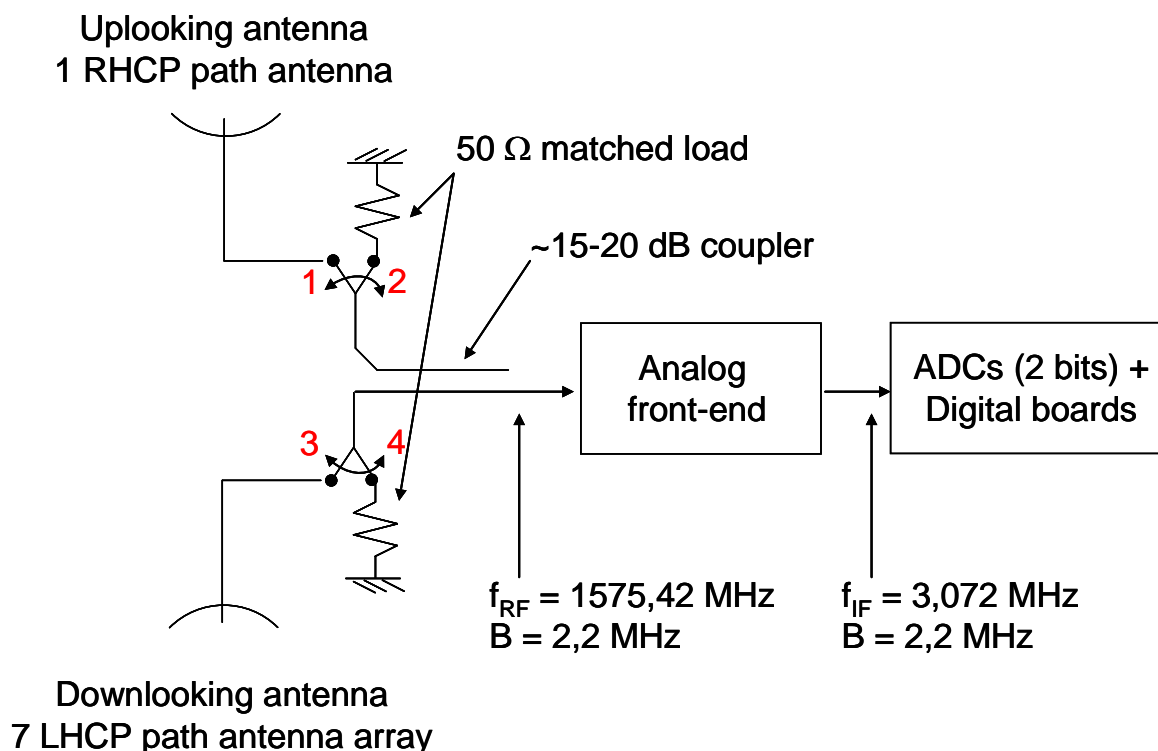 Uplooking antenna
1 RHCP path antenna
50 Ω matched load
~15-20 dB coupler
1
2
Analog
front-end
ADCs (2 bits) +
Digital boards
3
4
fRF = 1575,42 MHz
B = 2,2 MHz
fIF = 3,072 MHz
B = 2,2 MHz
Downlooking antenna
7 LHCP path antenna array